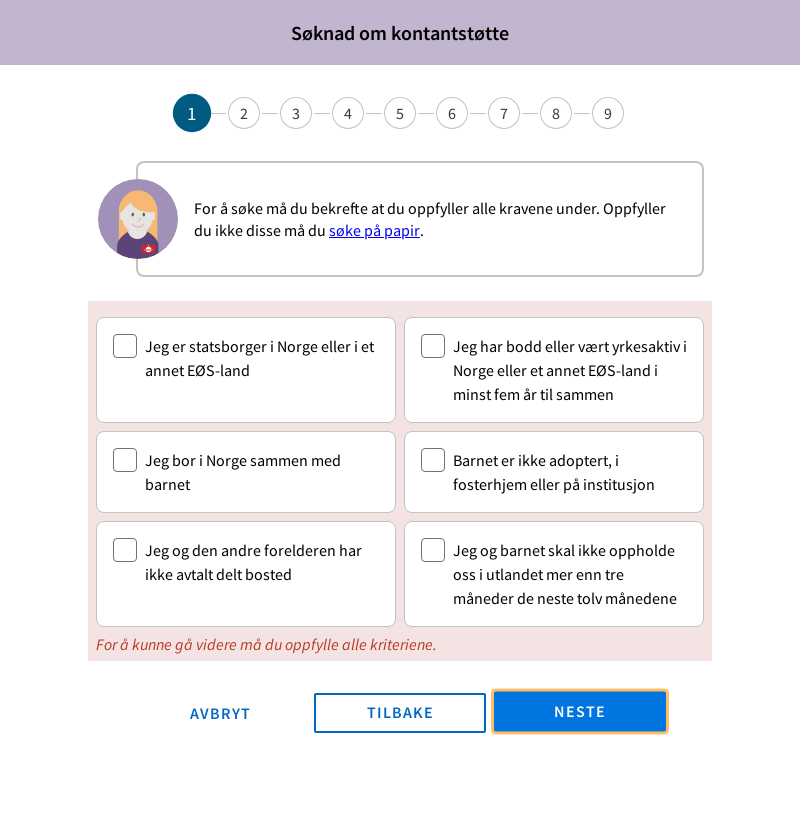 Søknad om kontantstøtte
1 2 3 4 5 6 7 8 9
For å søke må du bekrefte at du oppfyller alle kravene under. Oppfyller
du ikke disse må du søke på papir.
Jeg er statsborger i Norge eller i et
annet EØS-land
Jeg har bodd eller vært yrkesaktiv i
Norge eller et annet EØS-land i
minst fem år til sammen
Jeg bor i Norge sammen med
barnet
Barnet er ikke adoptert, i
fosterhjem eller på institusjon
Jeg og den andre forelderen har
ikke avtalt delt bosted
Jeg og barnet skal ikke oppholde
oss i utlandet mer enn tre
måneder de neste tolv månedene
For å kunne gå videre må du oppfylle alle kriteriene.
AVBRYT TILBAKE NESTE